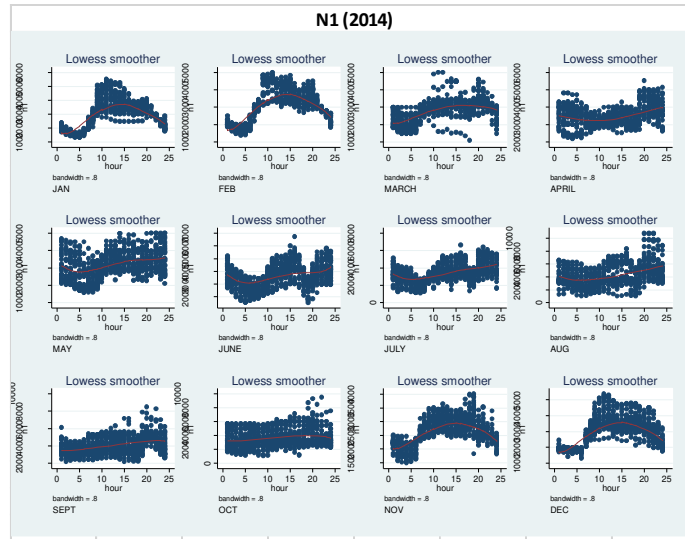 N1 (2014)
Lowess smoother Lowess smoother Lowess smoother Lowess smoother
0 5 10 15 20 25 0 5 10 15 20 25 0 5 10 15 20 25 0 5 10 15 20 25
hour hour hour hour
bandwidth = .8 bandwidth = .8 bandwidth = .8 bandwidth = .8
JAN FEB MARCH APRIL
Lowess smoother Lowess smoother Lowess smoother Lowess smoother
0 5 10 15 20 25 0 5 10 15 20 25 0 5 10 15 20 25 0 5 10 15 20 25
hour hour hour hour
bandwidth = .8 bandwidth = .8 bandwidth = .8 bandwidth = .8
MAY JUNE JULY AUG
Lowess smoother Lowess smoother Lowess smoother Lowess smoother
0 5 10 15 20 25 0 5 10 15 20 25 0 5 10 15 20 25 0 5 10 15 20 25
hour hour hour hour
bandwidth = .8 bandwidth = .8 bandwidth = .8 bandwidth = .8
SEPT OCT NOV DEC